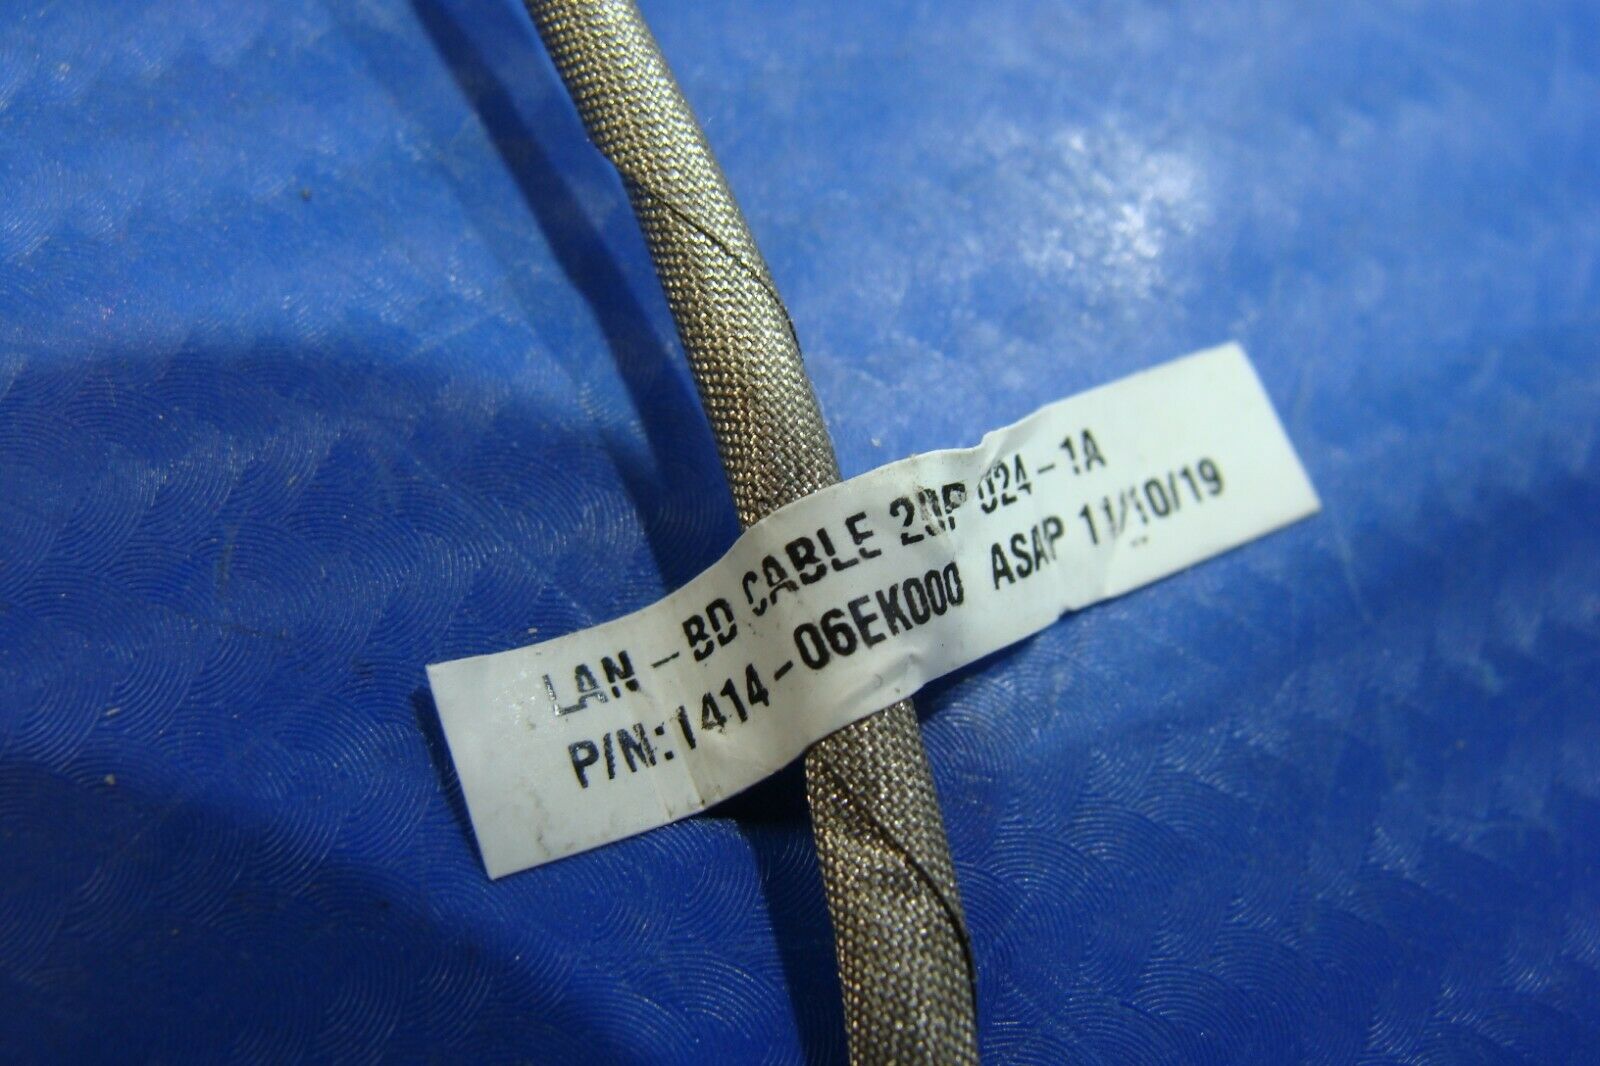 LAN-BD CABLE 20P 024-1A
P/N:1414-06EK000 ASAP 11/10/19